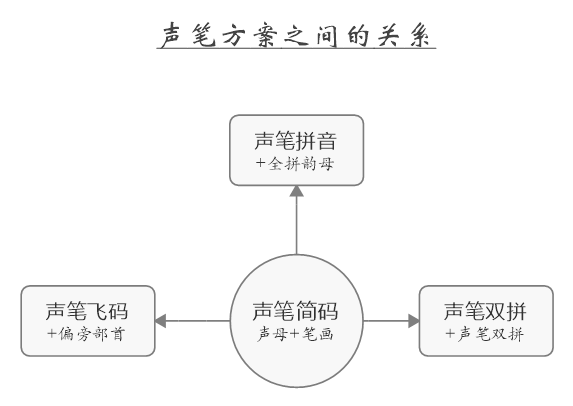 声笔方案之间的关系
声笔拼音
+全拼韵母
声笔飞码
+偏旁部首
声笔简码
声母+笔画
声笔双拼
+声笔双拼